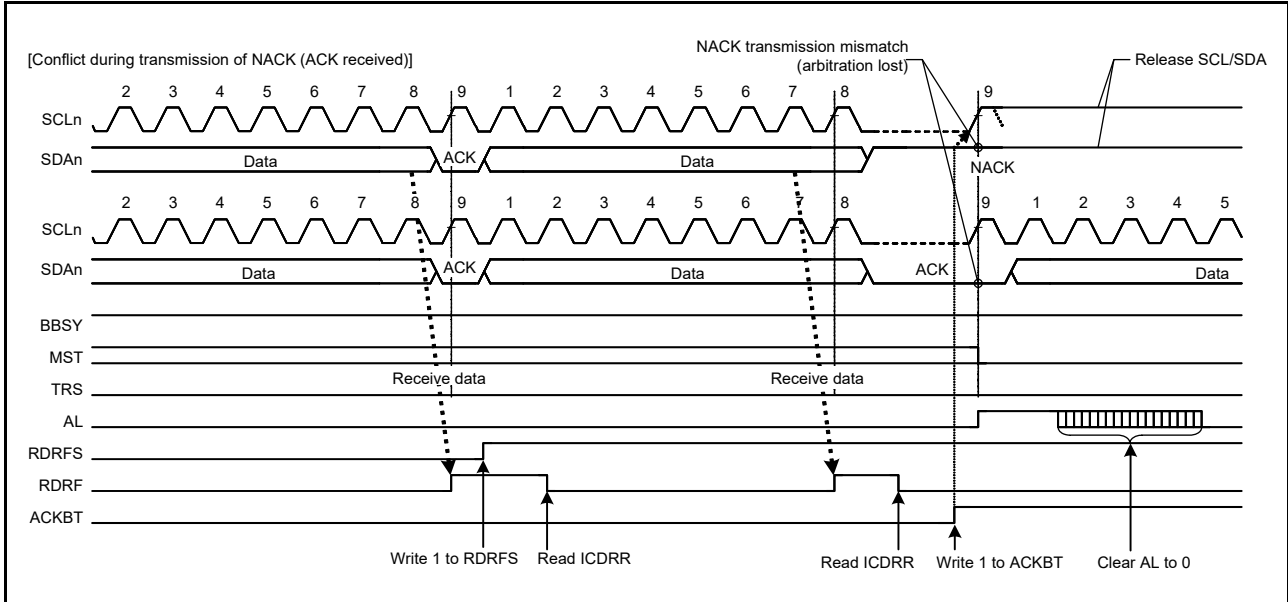 NACK transmission mismatch
(arbitration lost)
[Conflict during transmission of NACK (ACK received)]
Release SCL/SDA
2 3 4 5 6 7 8 9 1 2 3 4 5 6 7 8 9
SCLn
SDAn Data ACK Data NACK
2 3 4 5 6 7 8 9 1 2 3 4 5 6 7 8 9 1 2 3 4 5
SCLn
SDAn Data ACK Data ACK Data
BBSY
MST
Receive data Receive data
TRS
AL
RDRFS
RDRF
ACKBT
Write 1 to RDRFS Read ICDRR Read ICDRR Write 1 to ACKBT Clear AL to 0